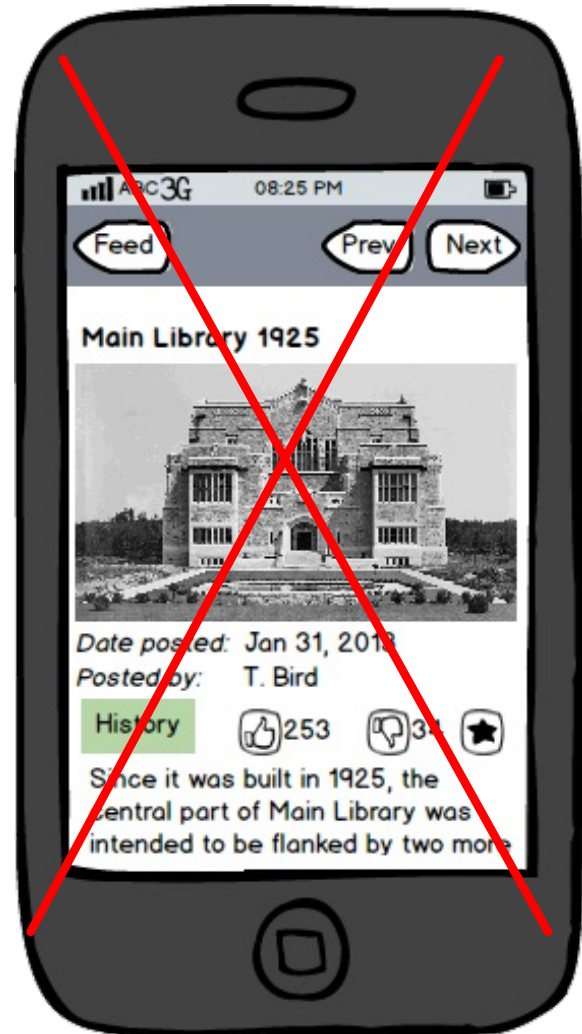 ABC 3G 08:25 PM
Feed Prev Next
Main Library 1925
Date posted: Jan 31, 2013
Posted by: T. Bird
History 253 34
Since it was built in 1925, the
central part of Main Library was
intended to be flanked by two more